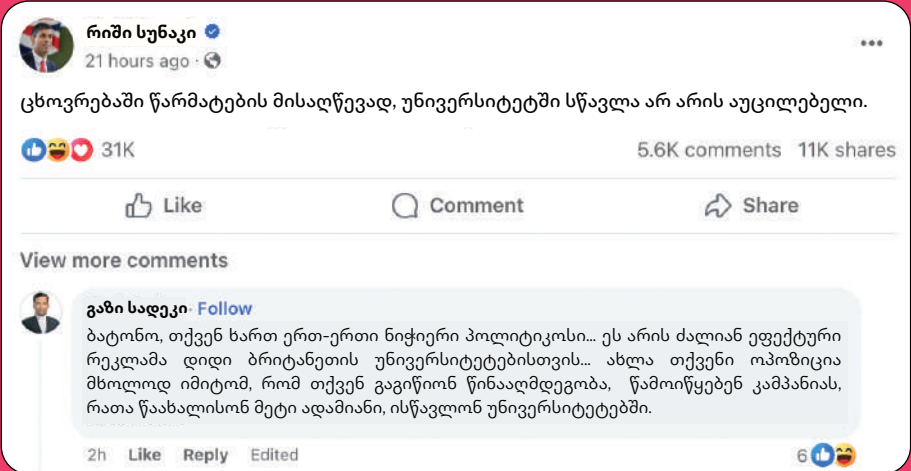 რიში სუნაკი
21 hours ago ·
ცხოვრებაში წარმატების მისაღწევად, უნივერსიტეტში სწავლა არ არის აუცილებელი.
31K
5.6K comments 11K shares
Like Comment Share
View more comments
გაზი სადეკი · Follow
ბატონო, თქვენ ხართ ერთ-ერთი ნიჭიერი პოლიტიკოსი... ეს არის ძალიან ეფექტური
რეკლამა დიდი ბრიტანეთის უნივერსიტეტებისთვის... ახლა თქვენი ოპოზიცია
მხოლოდ იმიტომ, რომ თქვენ გაგიწიონ წინააღმდეგობა, წამოიწყებენ კამპანიას,
რათა წაახალისონ მეტი ადამიანი, ისწავლონ უნივერსიტეტებში.
2h Like Reply Edited
6